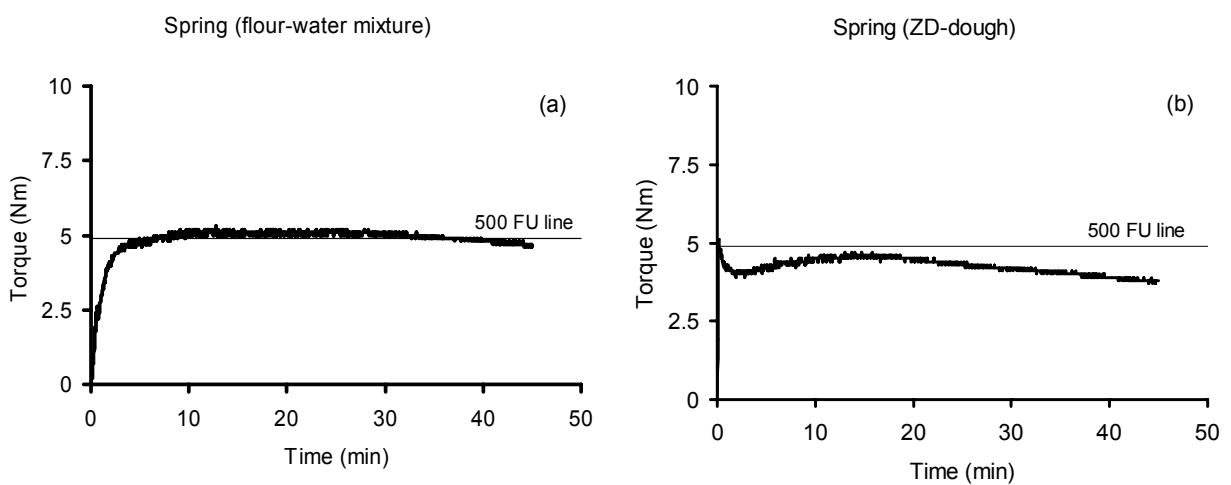 Spring (flour-water mixture)
(a)
10
7.5
5
2.5
0
Torque (Nm)
500 FU line
0 10 20 30 40 50
Time (min)
Spring (ZD-dough)
(b)
10
7.5
5
2.5
0
Torque (Nm)
500 FU line
0 10 20 30 40 50
Time (min)